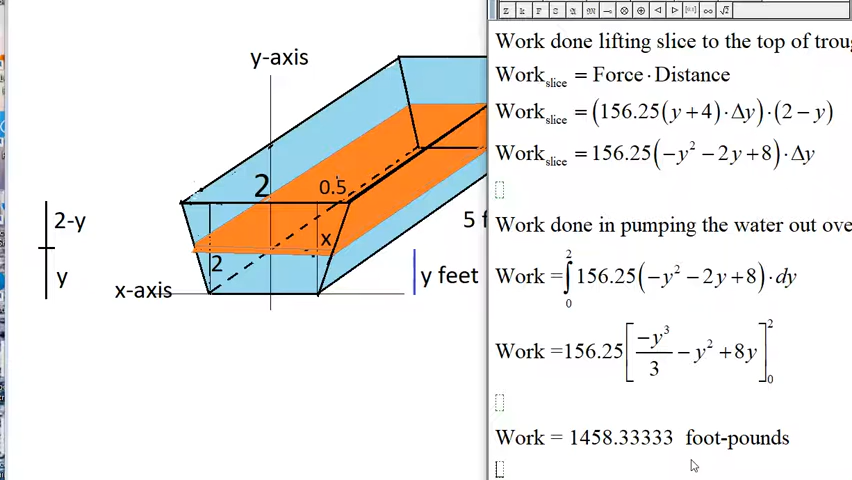 y-axis
2
0.5
x
2
5 f
2-y
y
y feet
x-axis
Work done lifting slice to the top of troug
Work_slice = Force · Distance
Work_slice = (156.25(y + 4) · Δy) · (2 − y)
Work_slice = 156.25(−y² − 2y + 8) · Δy
Work done in pumping the water out ove
Work = ∫₀² 156.25(−y² − 2y + 8) · dy
Work =156.25[−y³/3 − y² + 8y]₀²
Work = 1458.33333 foot-pounds